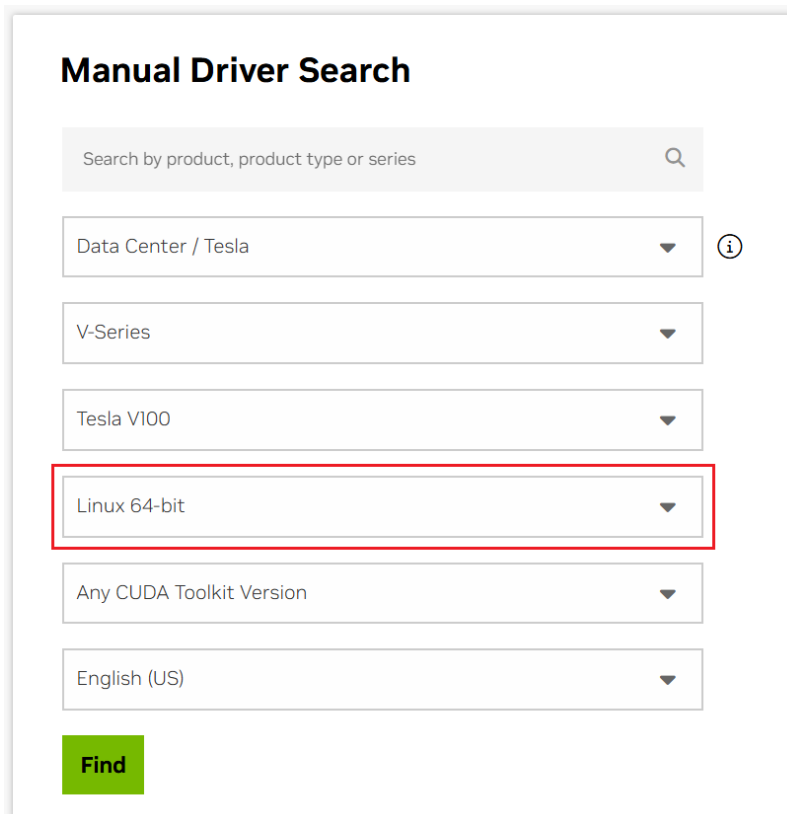 Manual Driver Search
Search by product, product type or series
Data Center / Tesla
V-Series
Tesla V100
Linux 64-bit
Any CUDA Toolkit Version
English (US)
Find